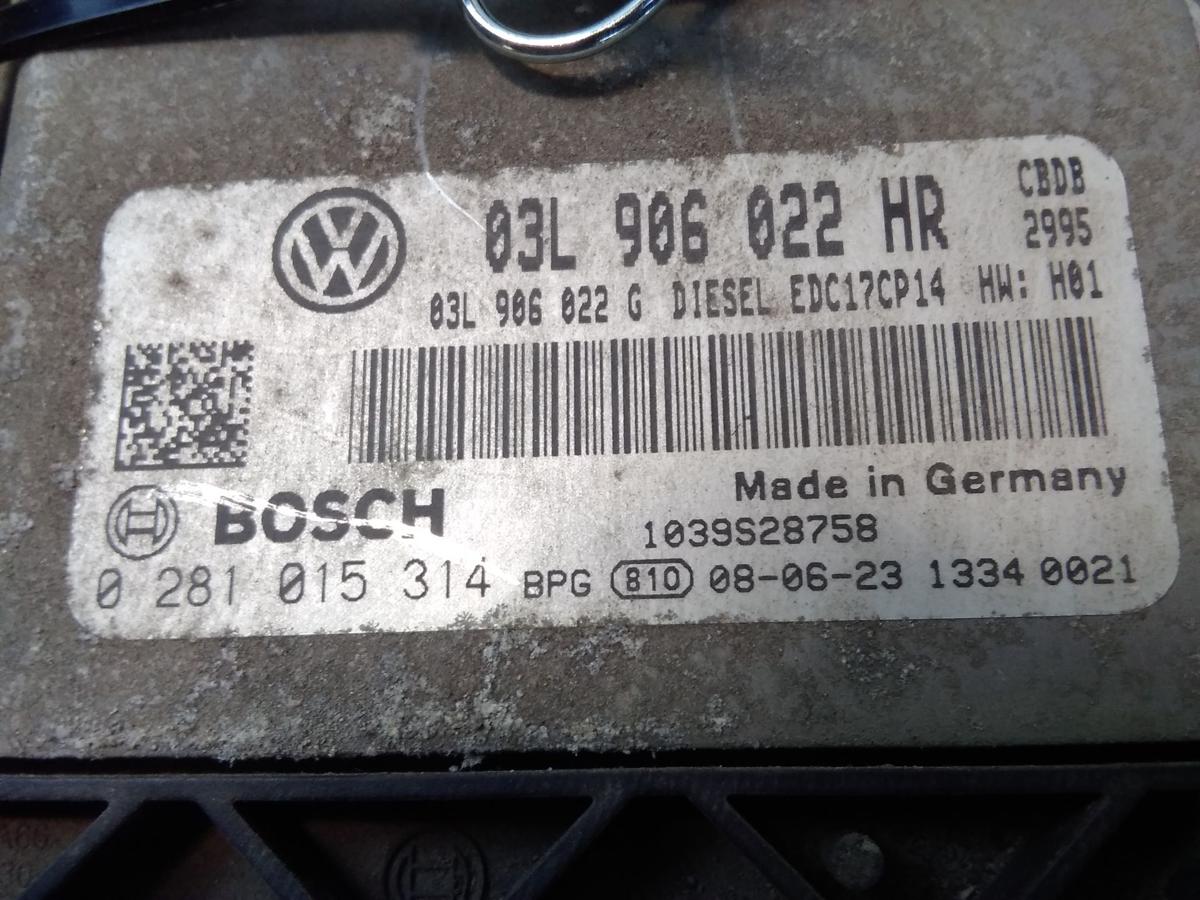 03L 906 022 HR
CBDB
2995
03L 906 022 G DIESEL EDC17CP14 HW: H01
Made in Germany
BOSCH
1039S28758
0 281 015 314 BPG 810 08-06-23 1334 0021